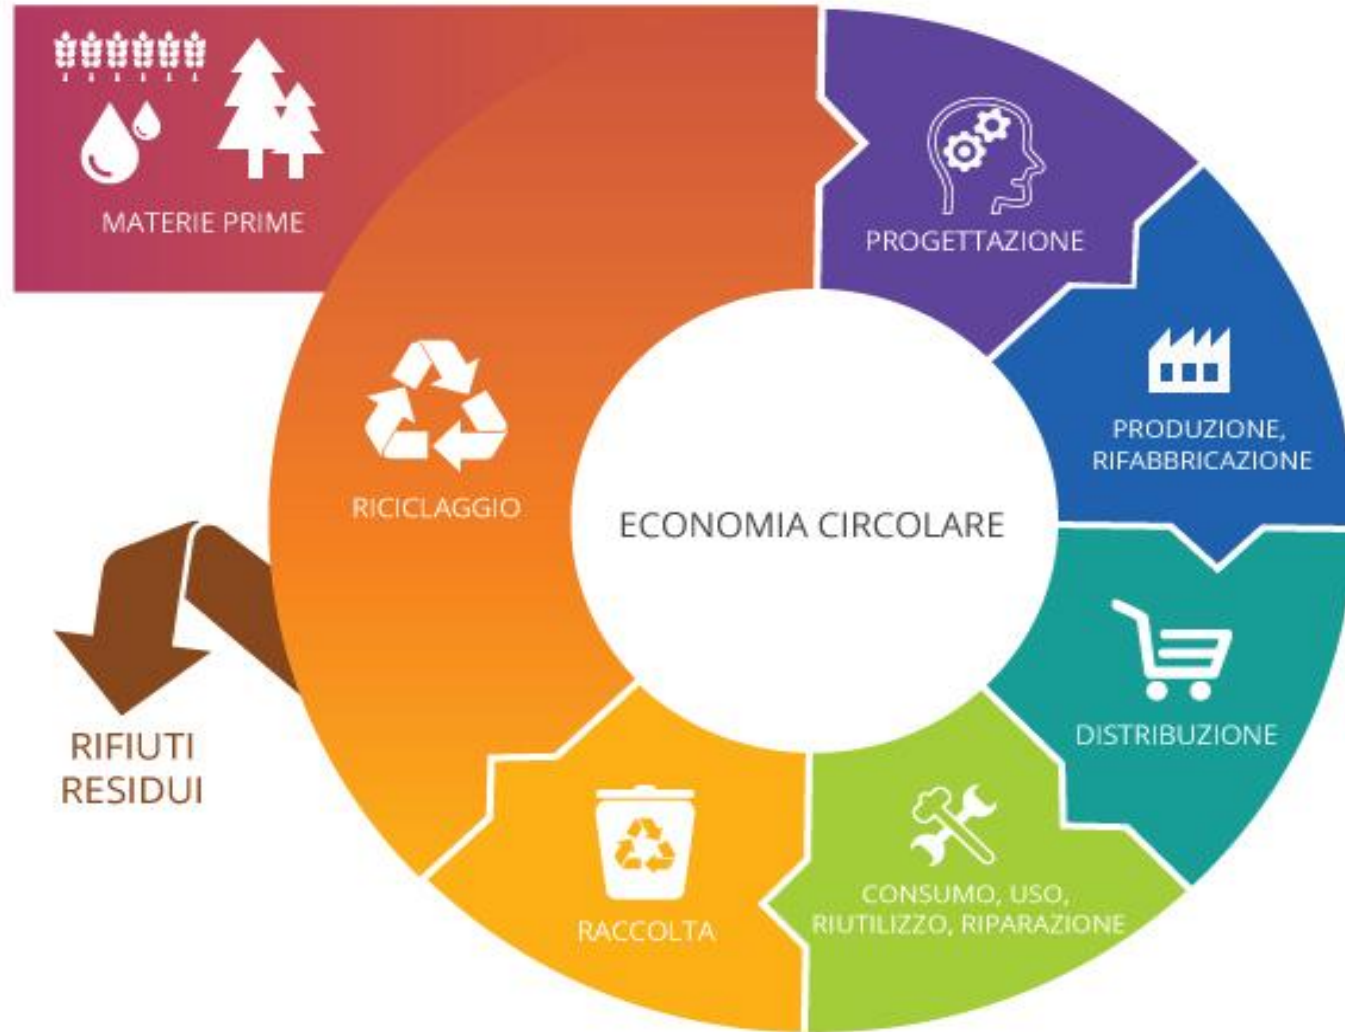 MATERIE PRIME
PROGETTAZIONE
PRODUZIONE,
RIFABBRICAZIONE
RICICLAGGIO
ECONOMIA CIRCOLARE
DISTRIBUZIONE
RIFIUTI
RESIDUI
CONSUMO, USO,
RIUTILIZZO, RIPARAZIONE
RACCOLTA